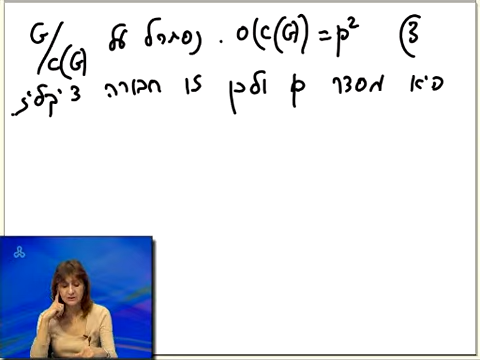 3) o(C(G)) = p². נסתכל על G/C(G)
היא מסדר p ולכן זו חבורה ציקלית